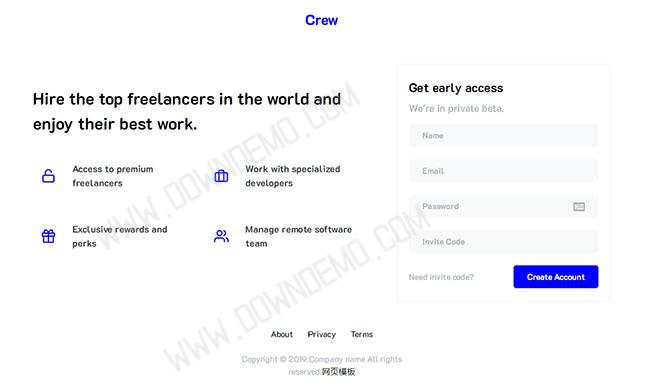 Crew
Hire the top freelancers in the world and
enjoy their best work.
Access to premium
freelancers
Work with specialized
developers
Exclusive rewards and
perks
Manage remote software
team
Get early access
We're in private beta.
Name
Email
Password
Invite Code
Need invite code?
Create Account
About Privacy Terms
Copyright © 2019.Company name All rights
reserved.网页模板
WWW.DOWNDEMO.COM
WWW.DOWNDEMO.COM